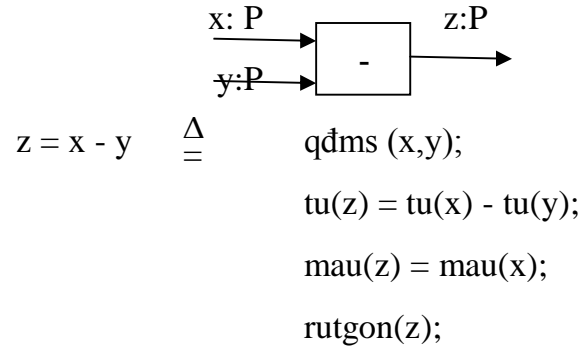 x: P z:P
-
y:P
z = x - y ≜ qđms (x,y);
tu(z) = tu(x) - tu(y);
mau(z) = mau(x);
rutgon(z);